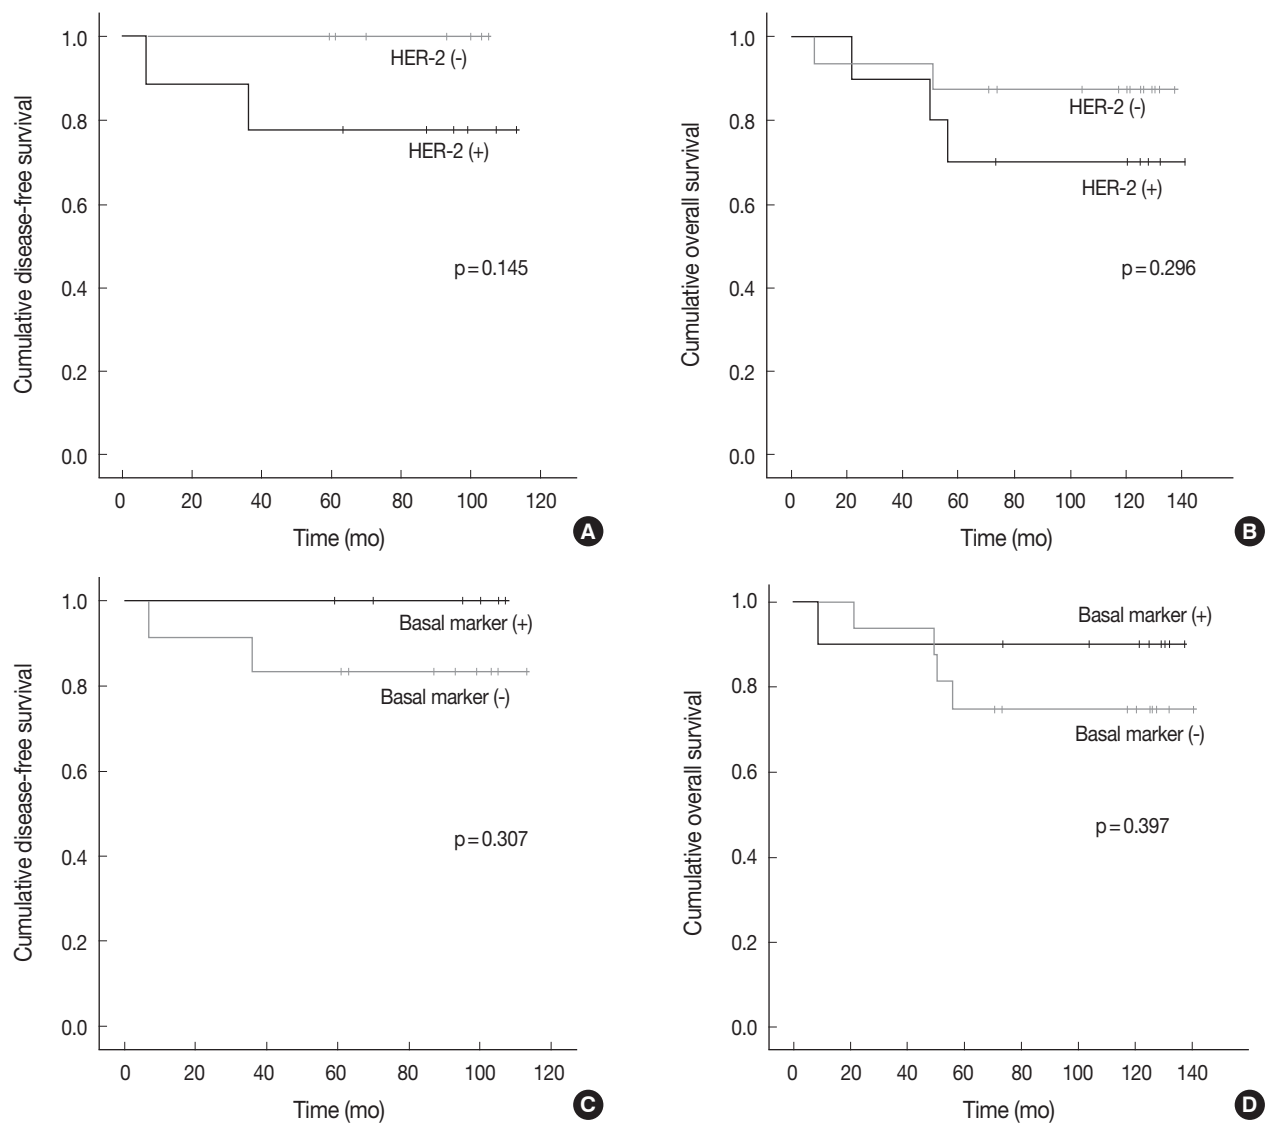 Cumulative disease-free survival
1.0
0.8
0.6
0.4
0.2
0.0
HER-2 (-)
HER-2 (+)
p=0.145
0 20 40 60 80 100 120
Time (mo)
A
Cumulative overall survival
1.0
0.8
0.6
0.4
0.2
0.0
HER-2 (-)
HER-2 (+)
p=0.296
0 20 40 60 80 100 120 140
Time (mo)
B
Cumulative disease-free survival
1.0
0.8
0.6
0.4
0.2
0.0
Basal marker (+)
Basal marker (-)
p=0.307
0 20 40 60 80 100 120
Time (mo)
C
Cumulative overall survival
1.0
0.8
0.6
0.4
0.2
0.0
Basal marker (+)
Basal marker (-)
p=0.397
0 20 40 60 80 100 120 140
Time (mo)
D